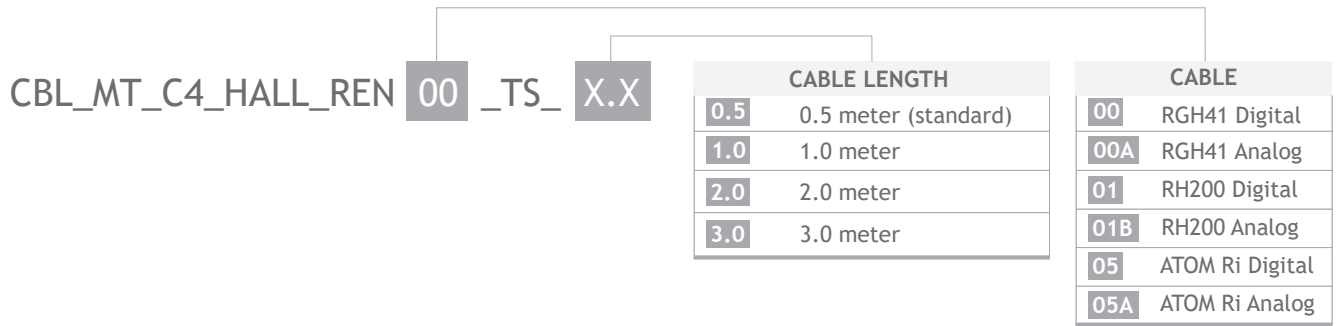 CBL_MT_C4_HALL_REN 00 _TS_ X.X
CABLE LENGTH
0.5 0.5 meter (standard)
1.0 1.0 meter
2.0 2.0 meter
3.0 3.0 meter
CABLE
00 RGH41 Digital
00A RGH41 Analog
01 RH200 Digital
01B RH200 Analog
05 ATOM Ri Digital
05A ATOM Ri Analog